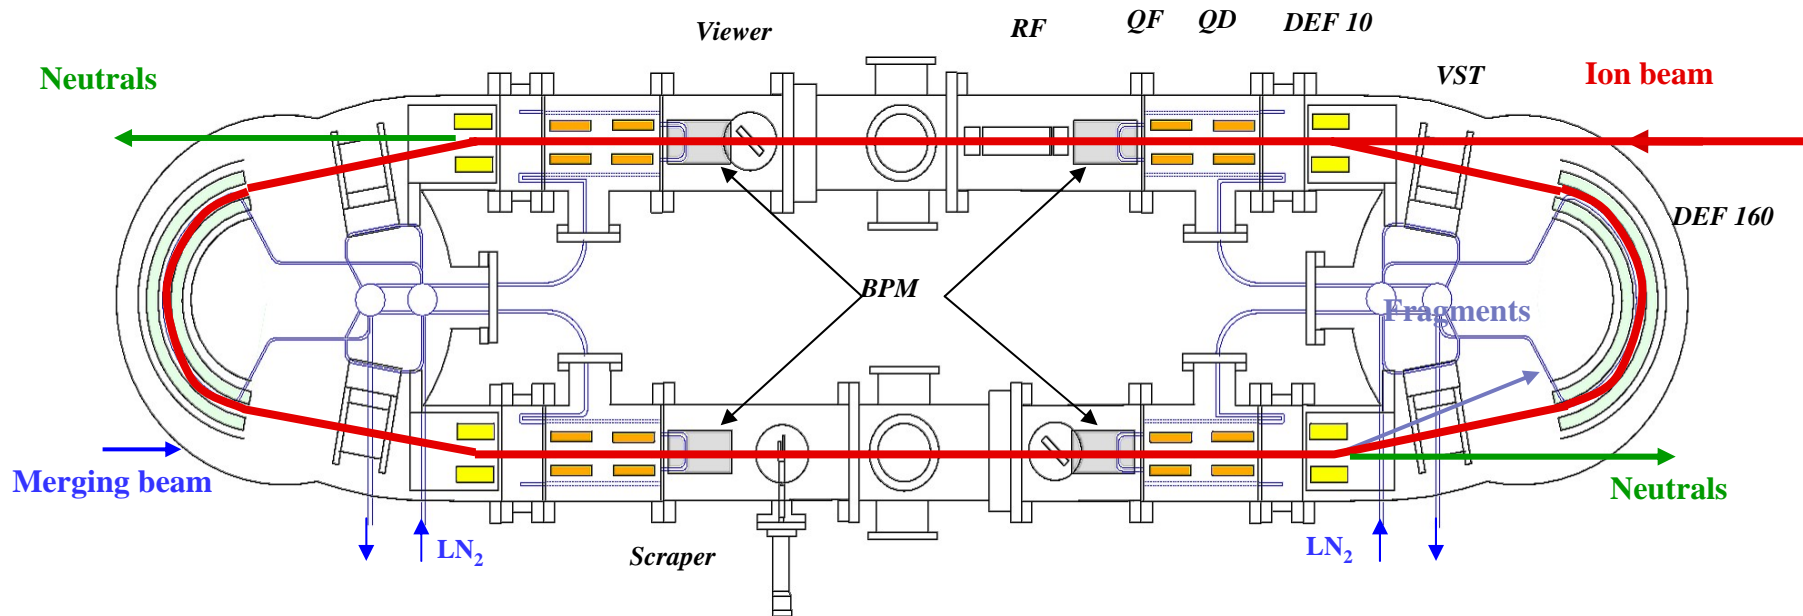 Viewer
RF
QF
QD
DEF 10
Neutrals
VST
Ion beam
DEF 160
BPM
Fragments
Merging beam
Neutrals
LN2
LN2
Scraper